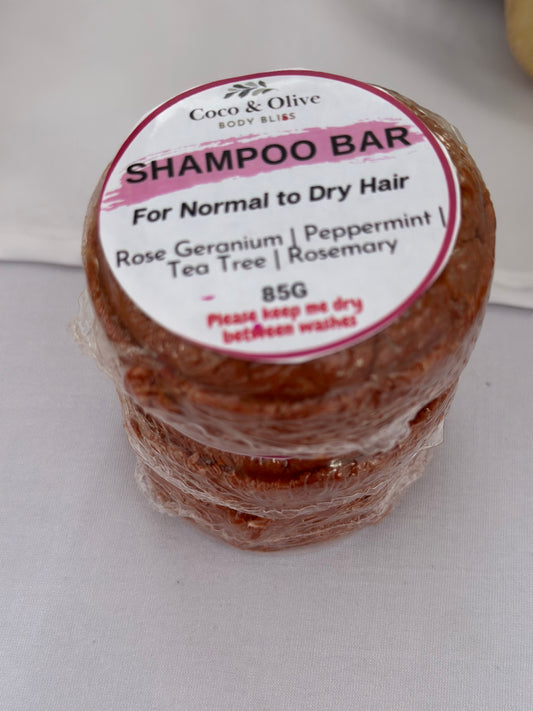 Coco & Olive
BODY BLISS
SHAMPOO BAR
For Normal to Dry Hair
Rose Geranium | Peppermint |
Tea Tree | Rosemary
85G
Please keep me dry
between washes